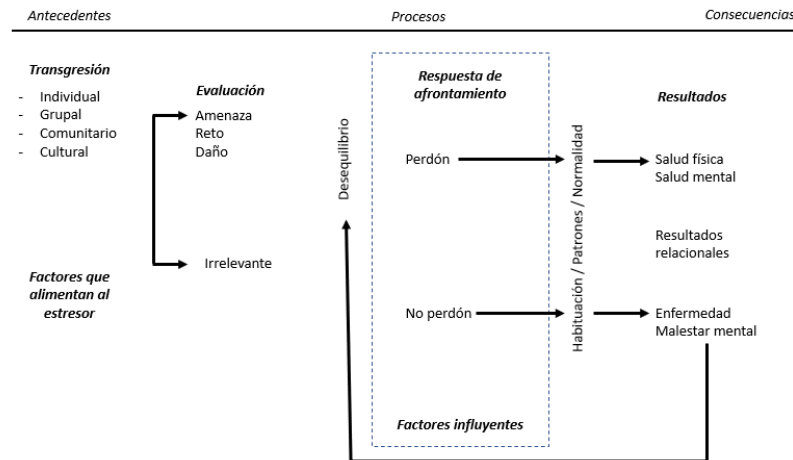 Antecedentes
Procesos
Consecuencias
Transgresión
- Individual
- Grupal
- Comunitario
- Cultural
Factores que
alimentan al
estresor
Evaluación
Amenaza
Reto
Daño
Irrelevante
Desequilibrio
Respuesta de
afrontamiento
Perdón
No perdón
Factores influyentes
Habituación / Patrones / Normalidad
Resultados
Salud física
Salud mental
Resultados
relacionales
Enfermedad
Malestar mental